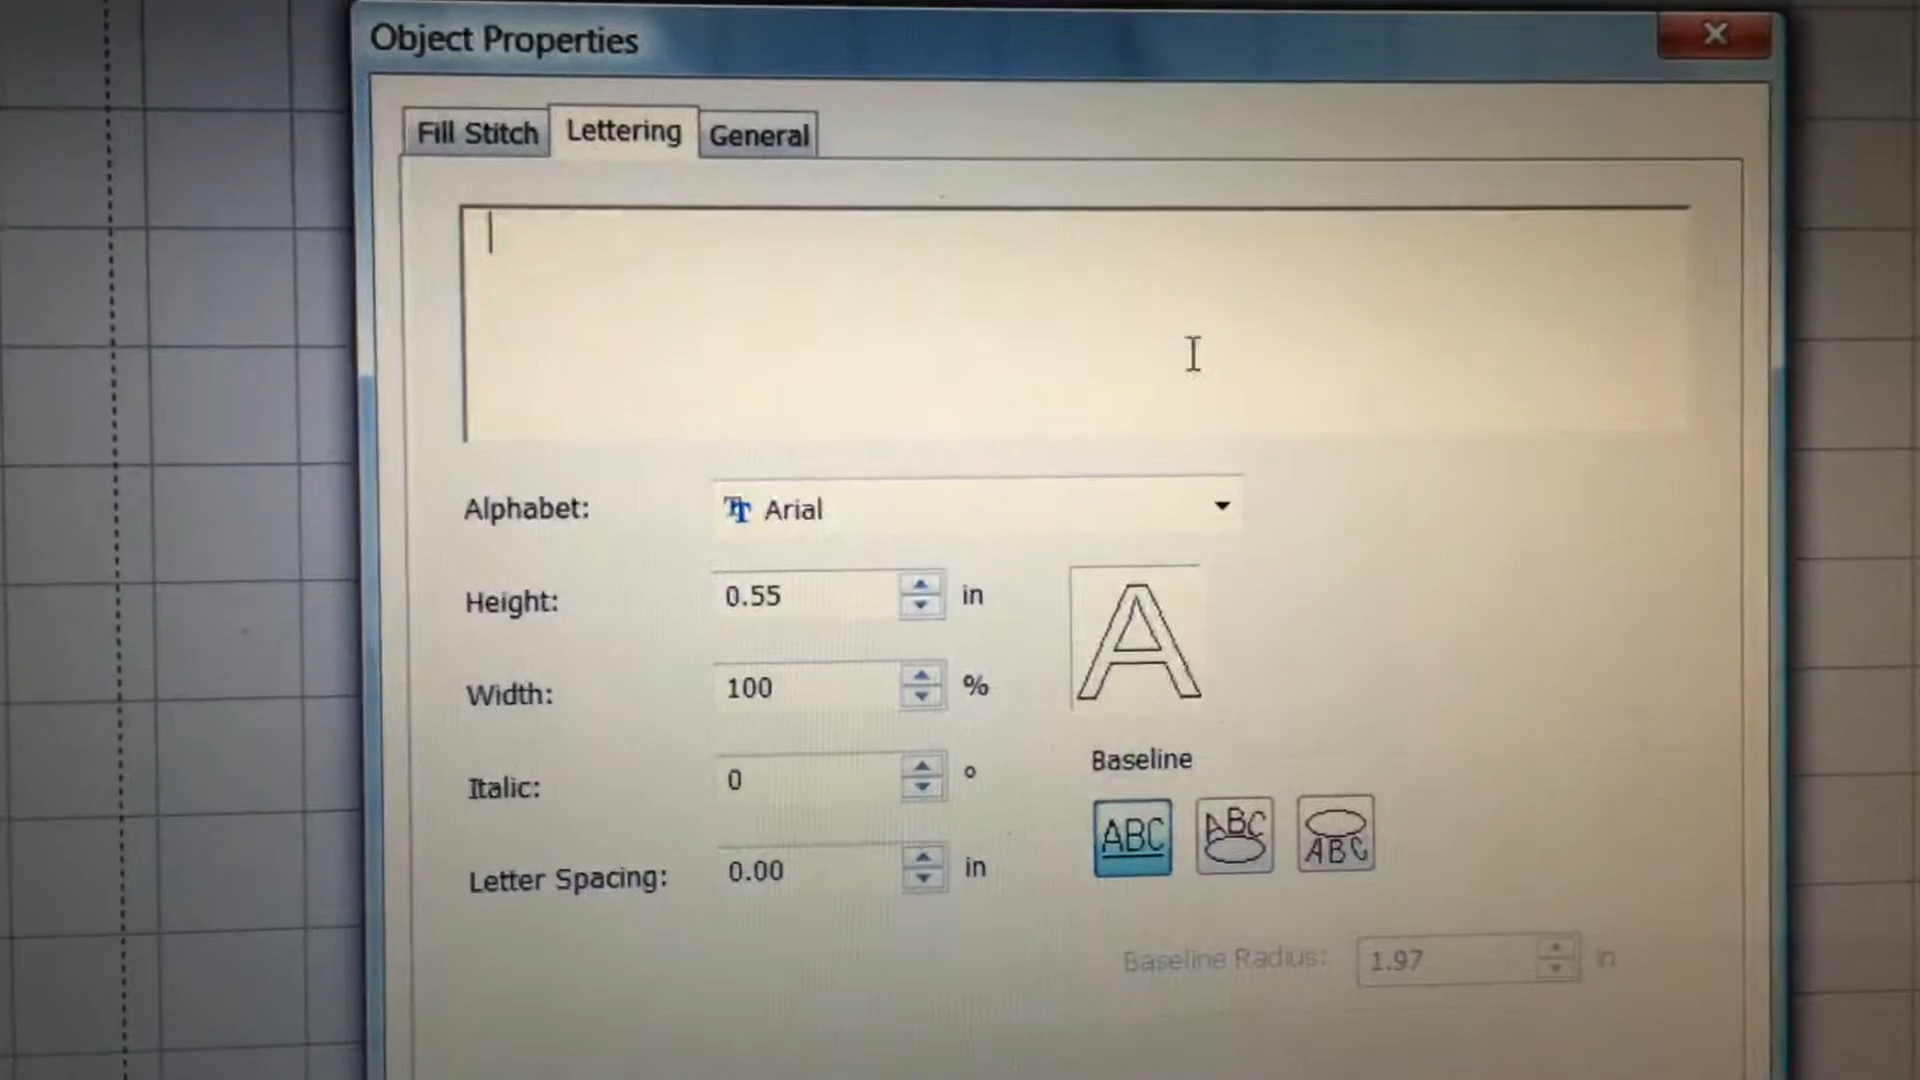 Object Properties
Fill Stitch Lettering General
Alphabet: Arial
Height: 0.55 in
A
Width: 100 %
Italic: 0 °
Baseline
ABC ABC ABC
Letter Spacing: 0.00 in
Baseline Radius: 1.97 in